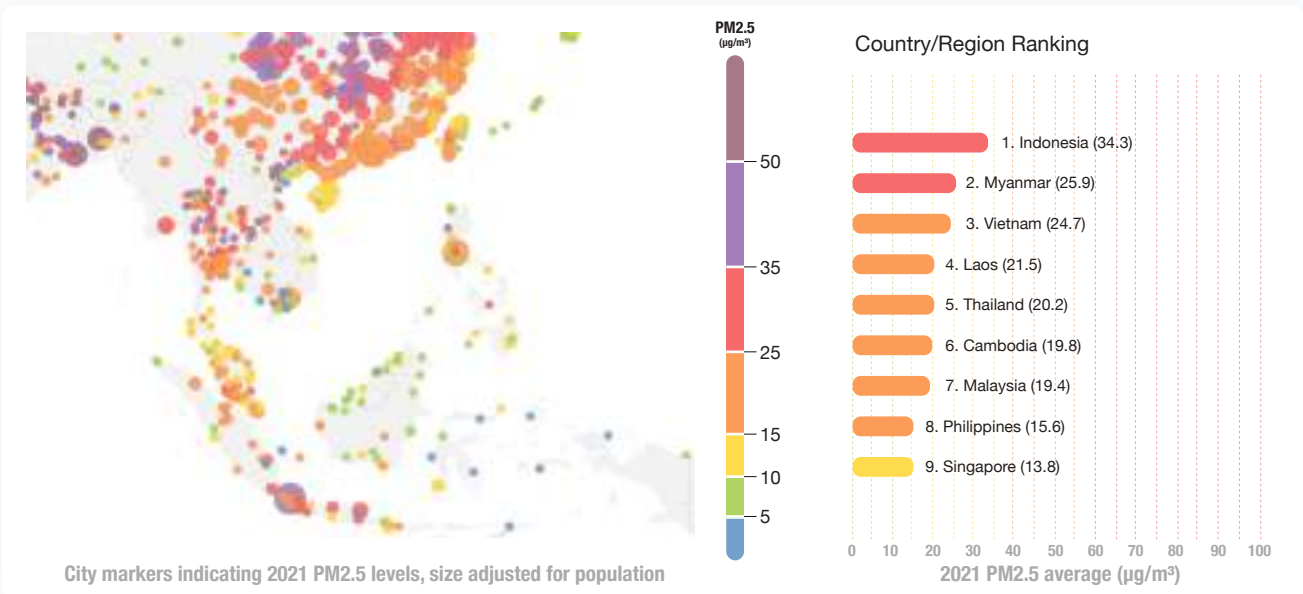 PM2.5
(µg/m³)
50
35
25
15
10
5
City markers indicating 2021 PM2.5 levels, size adjusted for population
Country/Region Ranking
1. Indonesia (34.3)
2. Myanmar (25.9)
3. Vietnam (24.7)
4. Laos (21.5)
5. Thailand (20.2)
6. Cambodia (19.8)
7. Malaysia (19.4)
8. Philippines (15.6)
9. Singapore (13.8)
0 10 20 30 40 50 60 70 80 90 100
2021 PM2.5 average (µg/m³)